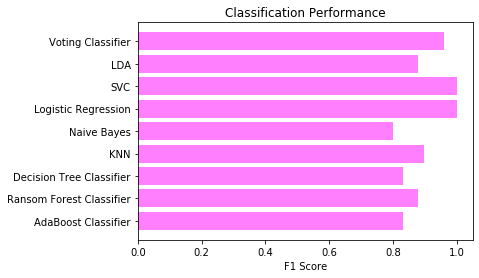 Classification Performance
Voting Classifier
LDA
SVC
Logistic Regression
Naive Bayes
KNN
Decision Tree Classifier
Ransom Forest Classifier
AdaBoost Classifier
0.0 0.2 0.4 0.6 0.8 1.0
F1 Score